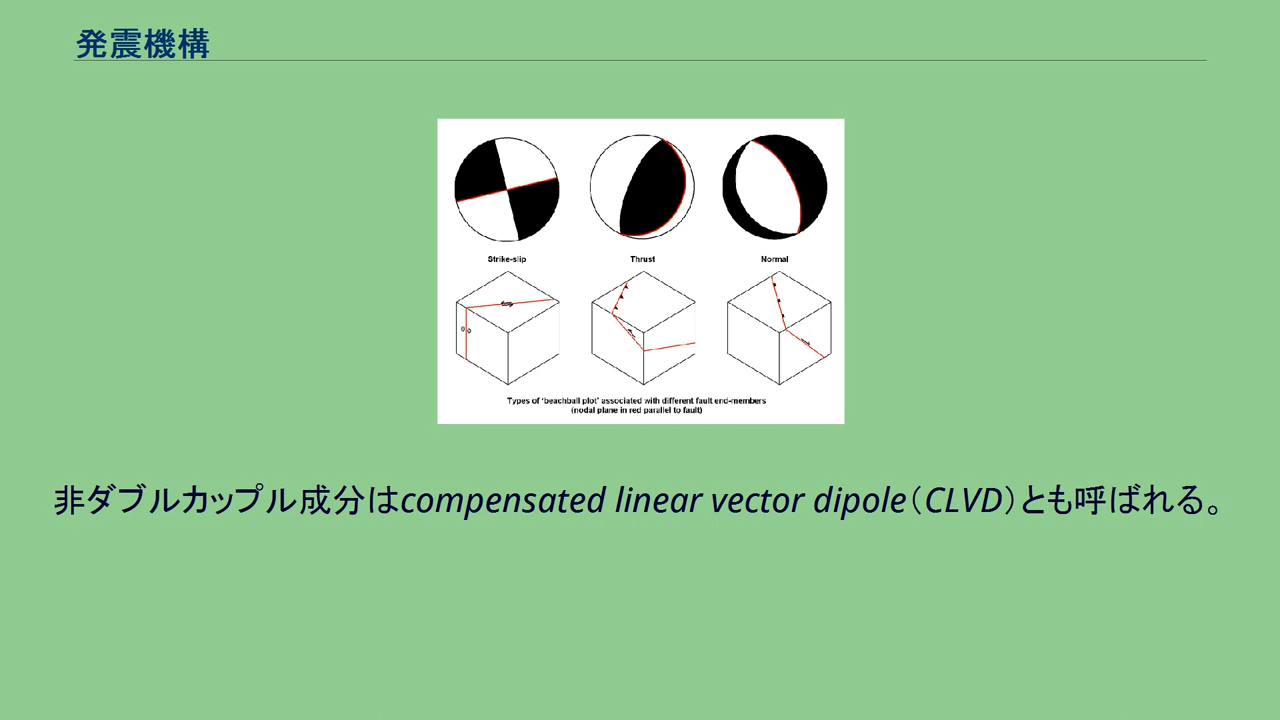 発震機構
Strike-slip Thrust Normal
Types of 'beachball plot' associated with different fault end-members
(nodal plane in red parallel to fault)
非ダブルカップル成分はcompensated linear vector dipole（CLVD）とも呼ばれる。